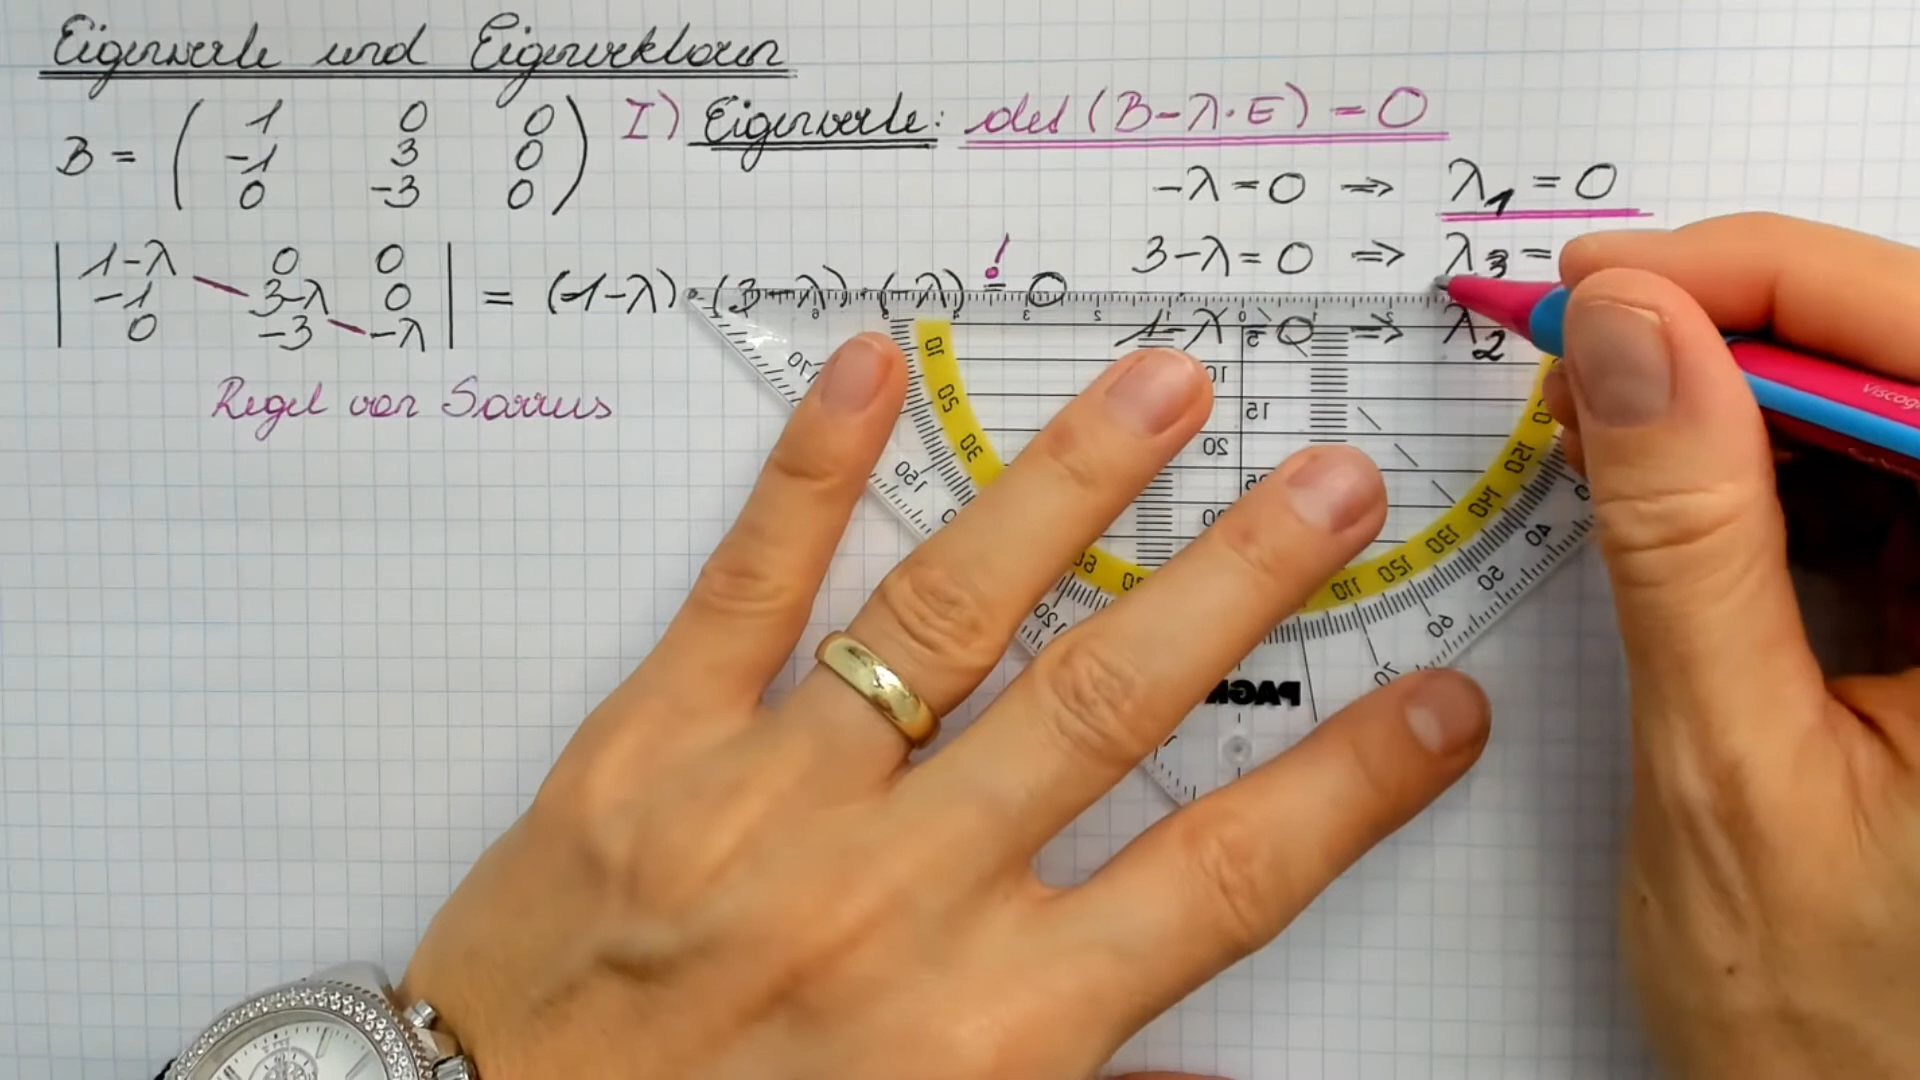 Eigenwerte und Eigenvektoren
B = ( 1 0 0
-1 3 0
0 -3 0 )
I) Eigenwerte: det (B-λ·E) = 0
-λ = 0 ⇒ λ₁ = 0
3-λ = 0 ⇒ λ₃ =
1-λ = 0 ⇒ λ₂
| 1-λ 0 0
-1 3-λ 0
0 -3 -λ | = (1-λ)·(3-λ)·(-λ) =! 0
Regel von Sarrus